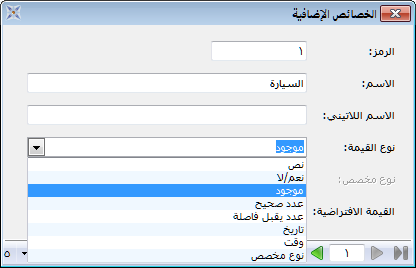 الخصائص الإضافية
الرمز: ١
الاسم: السيارة
الاسم اللاتيني:
نوع القيمة: موجود
نص
نعم/لا
موجود
عدد صحيح
عدد يقبل فاصلة
تاريخ
وقت
نوع مخصص
نوع مخصص:
القيمة الافتراضية:
١
٥